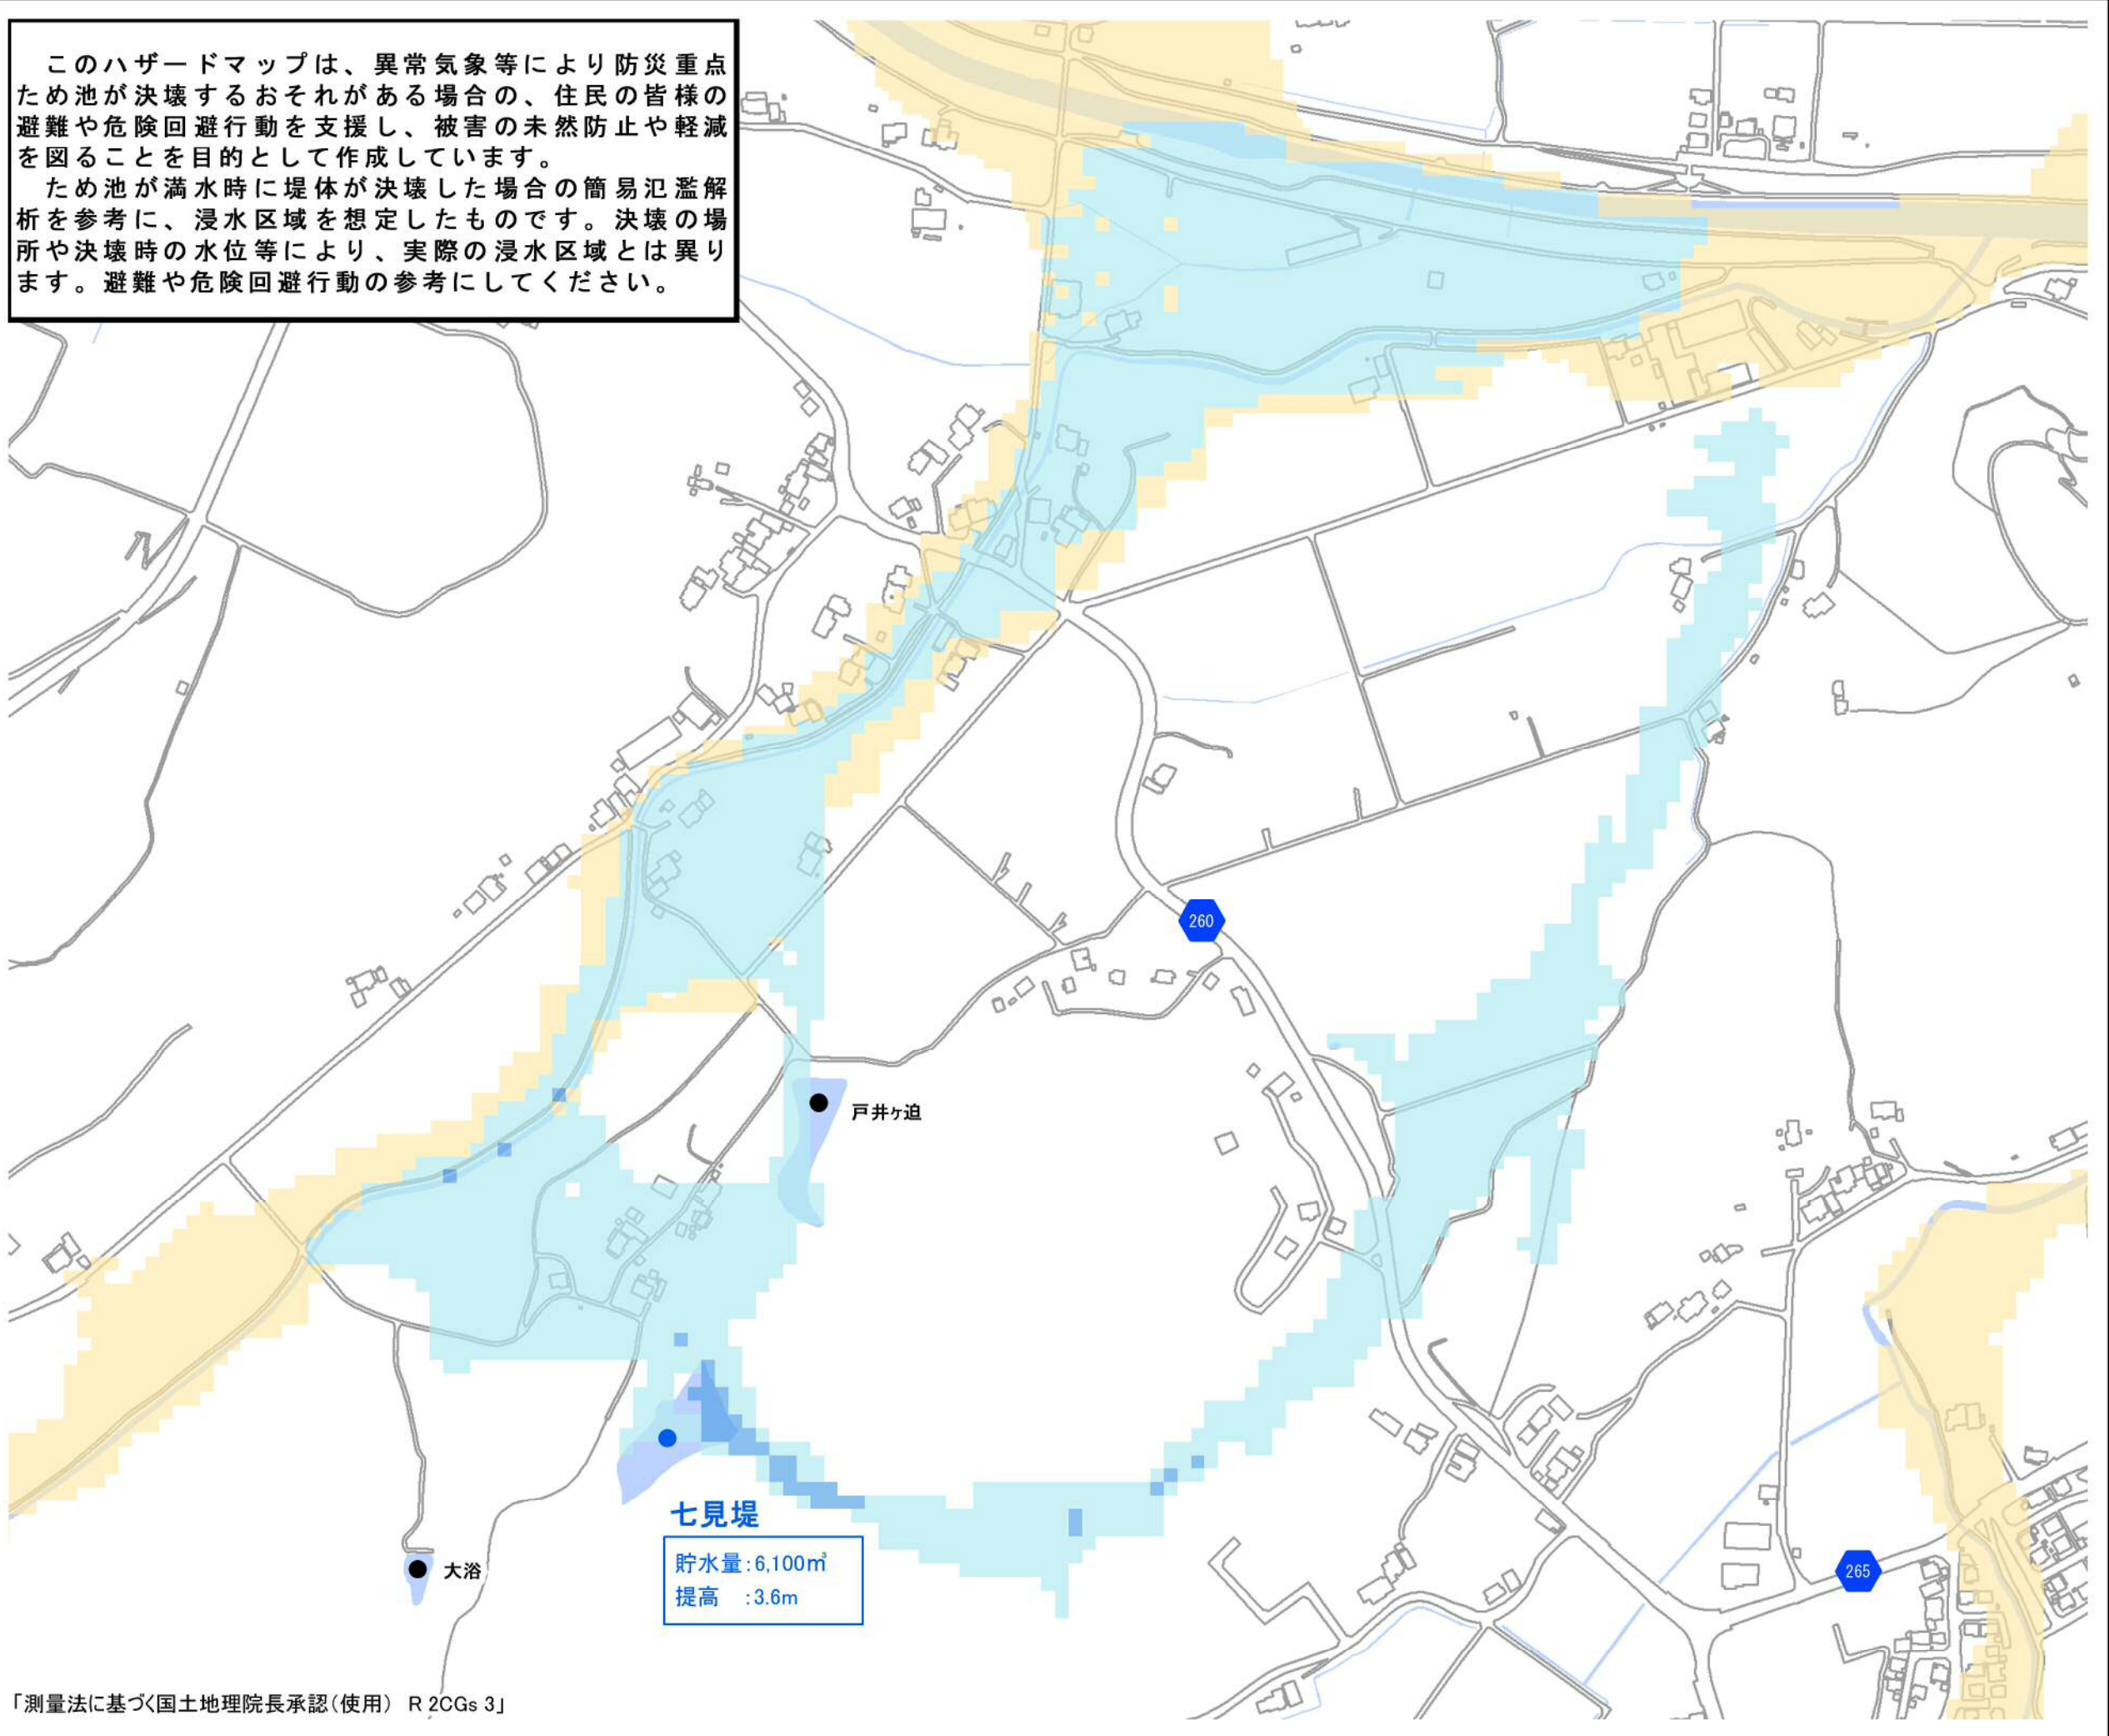 このハザードマップは、異常気象等により防災重点
ため池が決壊するおそれがある場合の、住民の皆様の
避難や危険回避行動を支援し、被害の未然防止や軽減
を図ることを目的として作成しています。
ため池が満水時に堤体が決壊した場合の簡易氾濫解
析を参考に、浸水区域を想定したものです。決壊の場
所や決壊時の水位等により、実際の浸水区域とは異り
ます。避難や危険回避行動の参考にしてください。
260
戸井ヶ迫
七見堤
貯水量:6,100㎥
提高 :3.6m
大浴
265
「測量法に基づく国土地理院長承認(使用) R 2CGs 3」